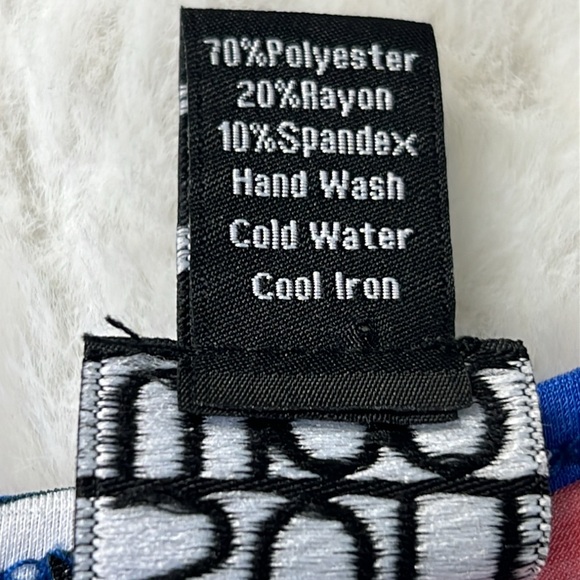 70%Polyester
20%Rayon
10%Spandex
Hand Wash
Cold Water
Cool Iron